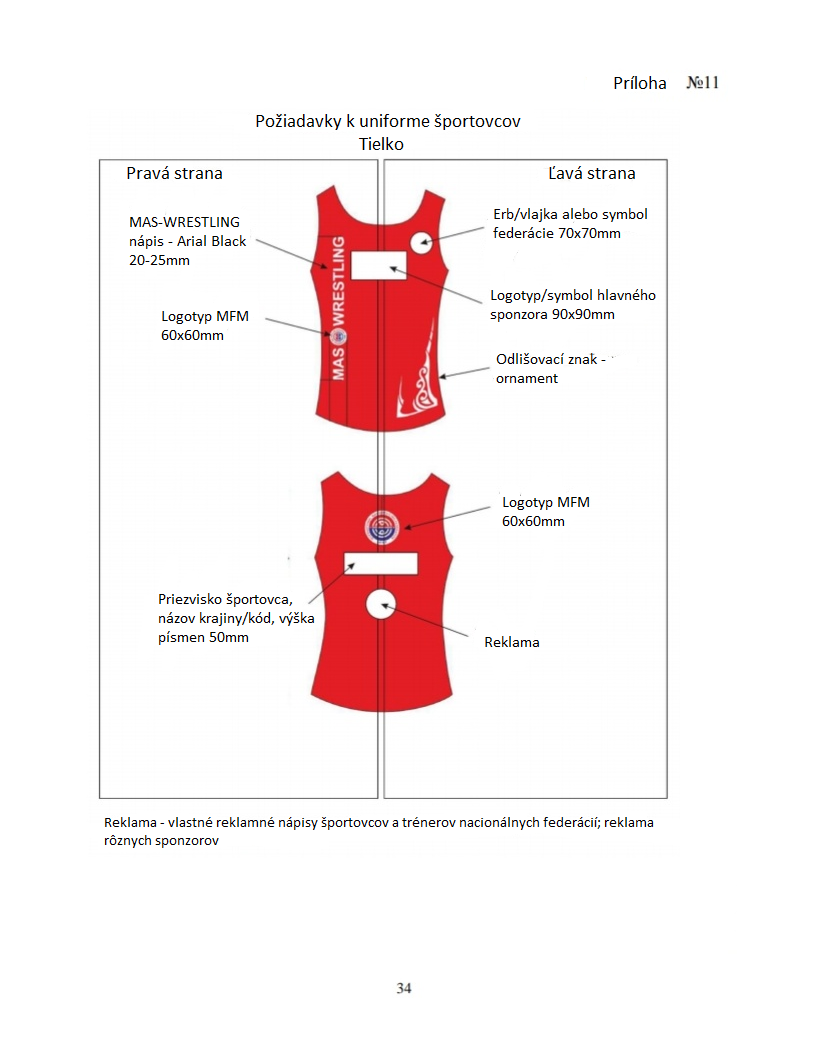 Príloha №11
Požiadavky k uniforme športovcov
Tielko
Pravá strana
Ľavá strana
MAS-WRESTLING
nápis - Arial Black
20-25mm
Erb/vlajka alebo symbol
federácie 70x70mm
MAS WRESTLING
Logotyp/symbol hlavného
sponzora 90x90mm
Logotyp MFM
60x60mm
Odlišovací znak -
ornament
Logotyp MFM
60x60mm
Priezvisko športovca,
názov krajiny/kód, výška
písmen 50mm
Reklama
Reklama - vlastné reklamné nápisy športovcov a trénerov nacionálnych federácií; reklama
rôznych sponzorov
34